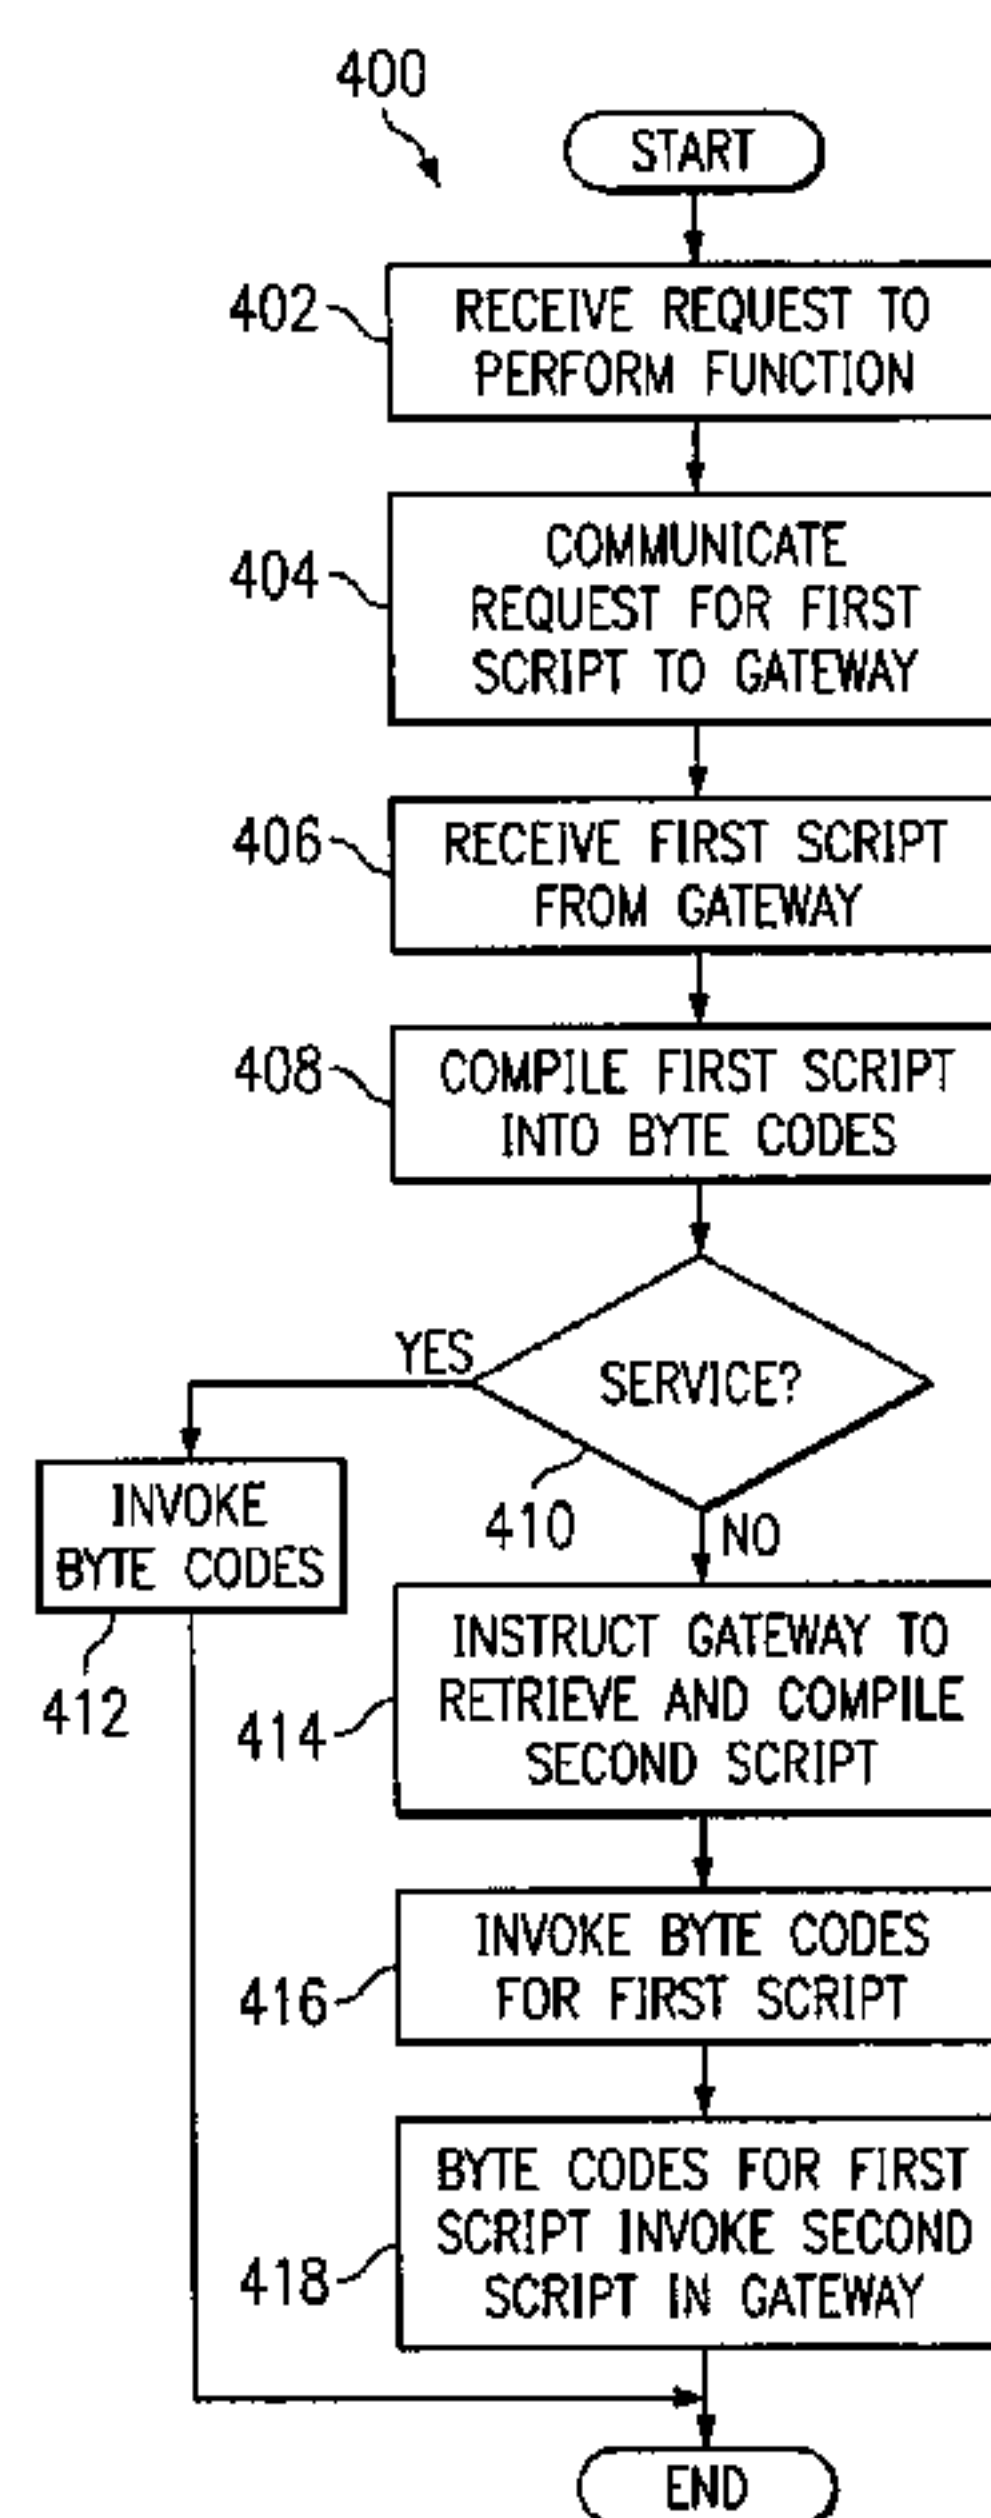 400
START
402
RECEIVE REQUEST TO
PERFORM FUNCTION
404
COMMUNICATE
REQUEST FOR FIRST
SCRIPT TO GATEWAY
406
RECEIVE FIRST SCRIPT
FROM GATEWAY
408
COMPILE FIRST SCRIPT
INTO BYTE CODES
YES
SERVICE?
410
NO
INVOKE
BYTE CODES
412
414
INSTRUCT GATEWAY TO
RETRIEVE AND COMPILE
SECOND SCRIPT
416
INVOKE BYTE CODES
FOR FIRST SCRIPT
418
BYTE CODES FOR FIRST
SCRIPT INVOKE SECOND
SCRIPT IN GATEWAY
END